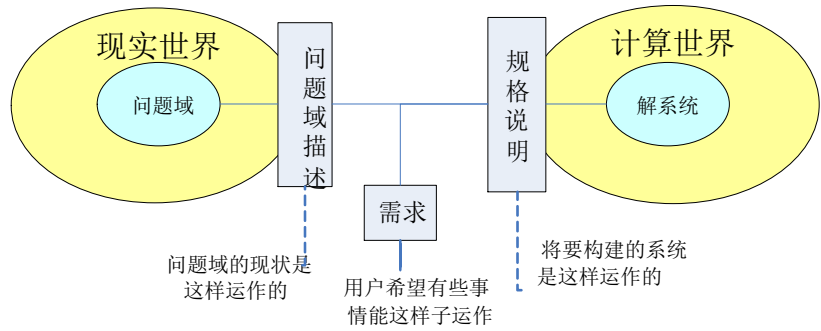 现实世界
问题域
问题域描述
需求
规格说明
计算世界
解系统
问题域的现状是
这样运作的
用户希望有些事
情能这样子运作
将要构建的系统
是这样运作的